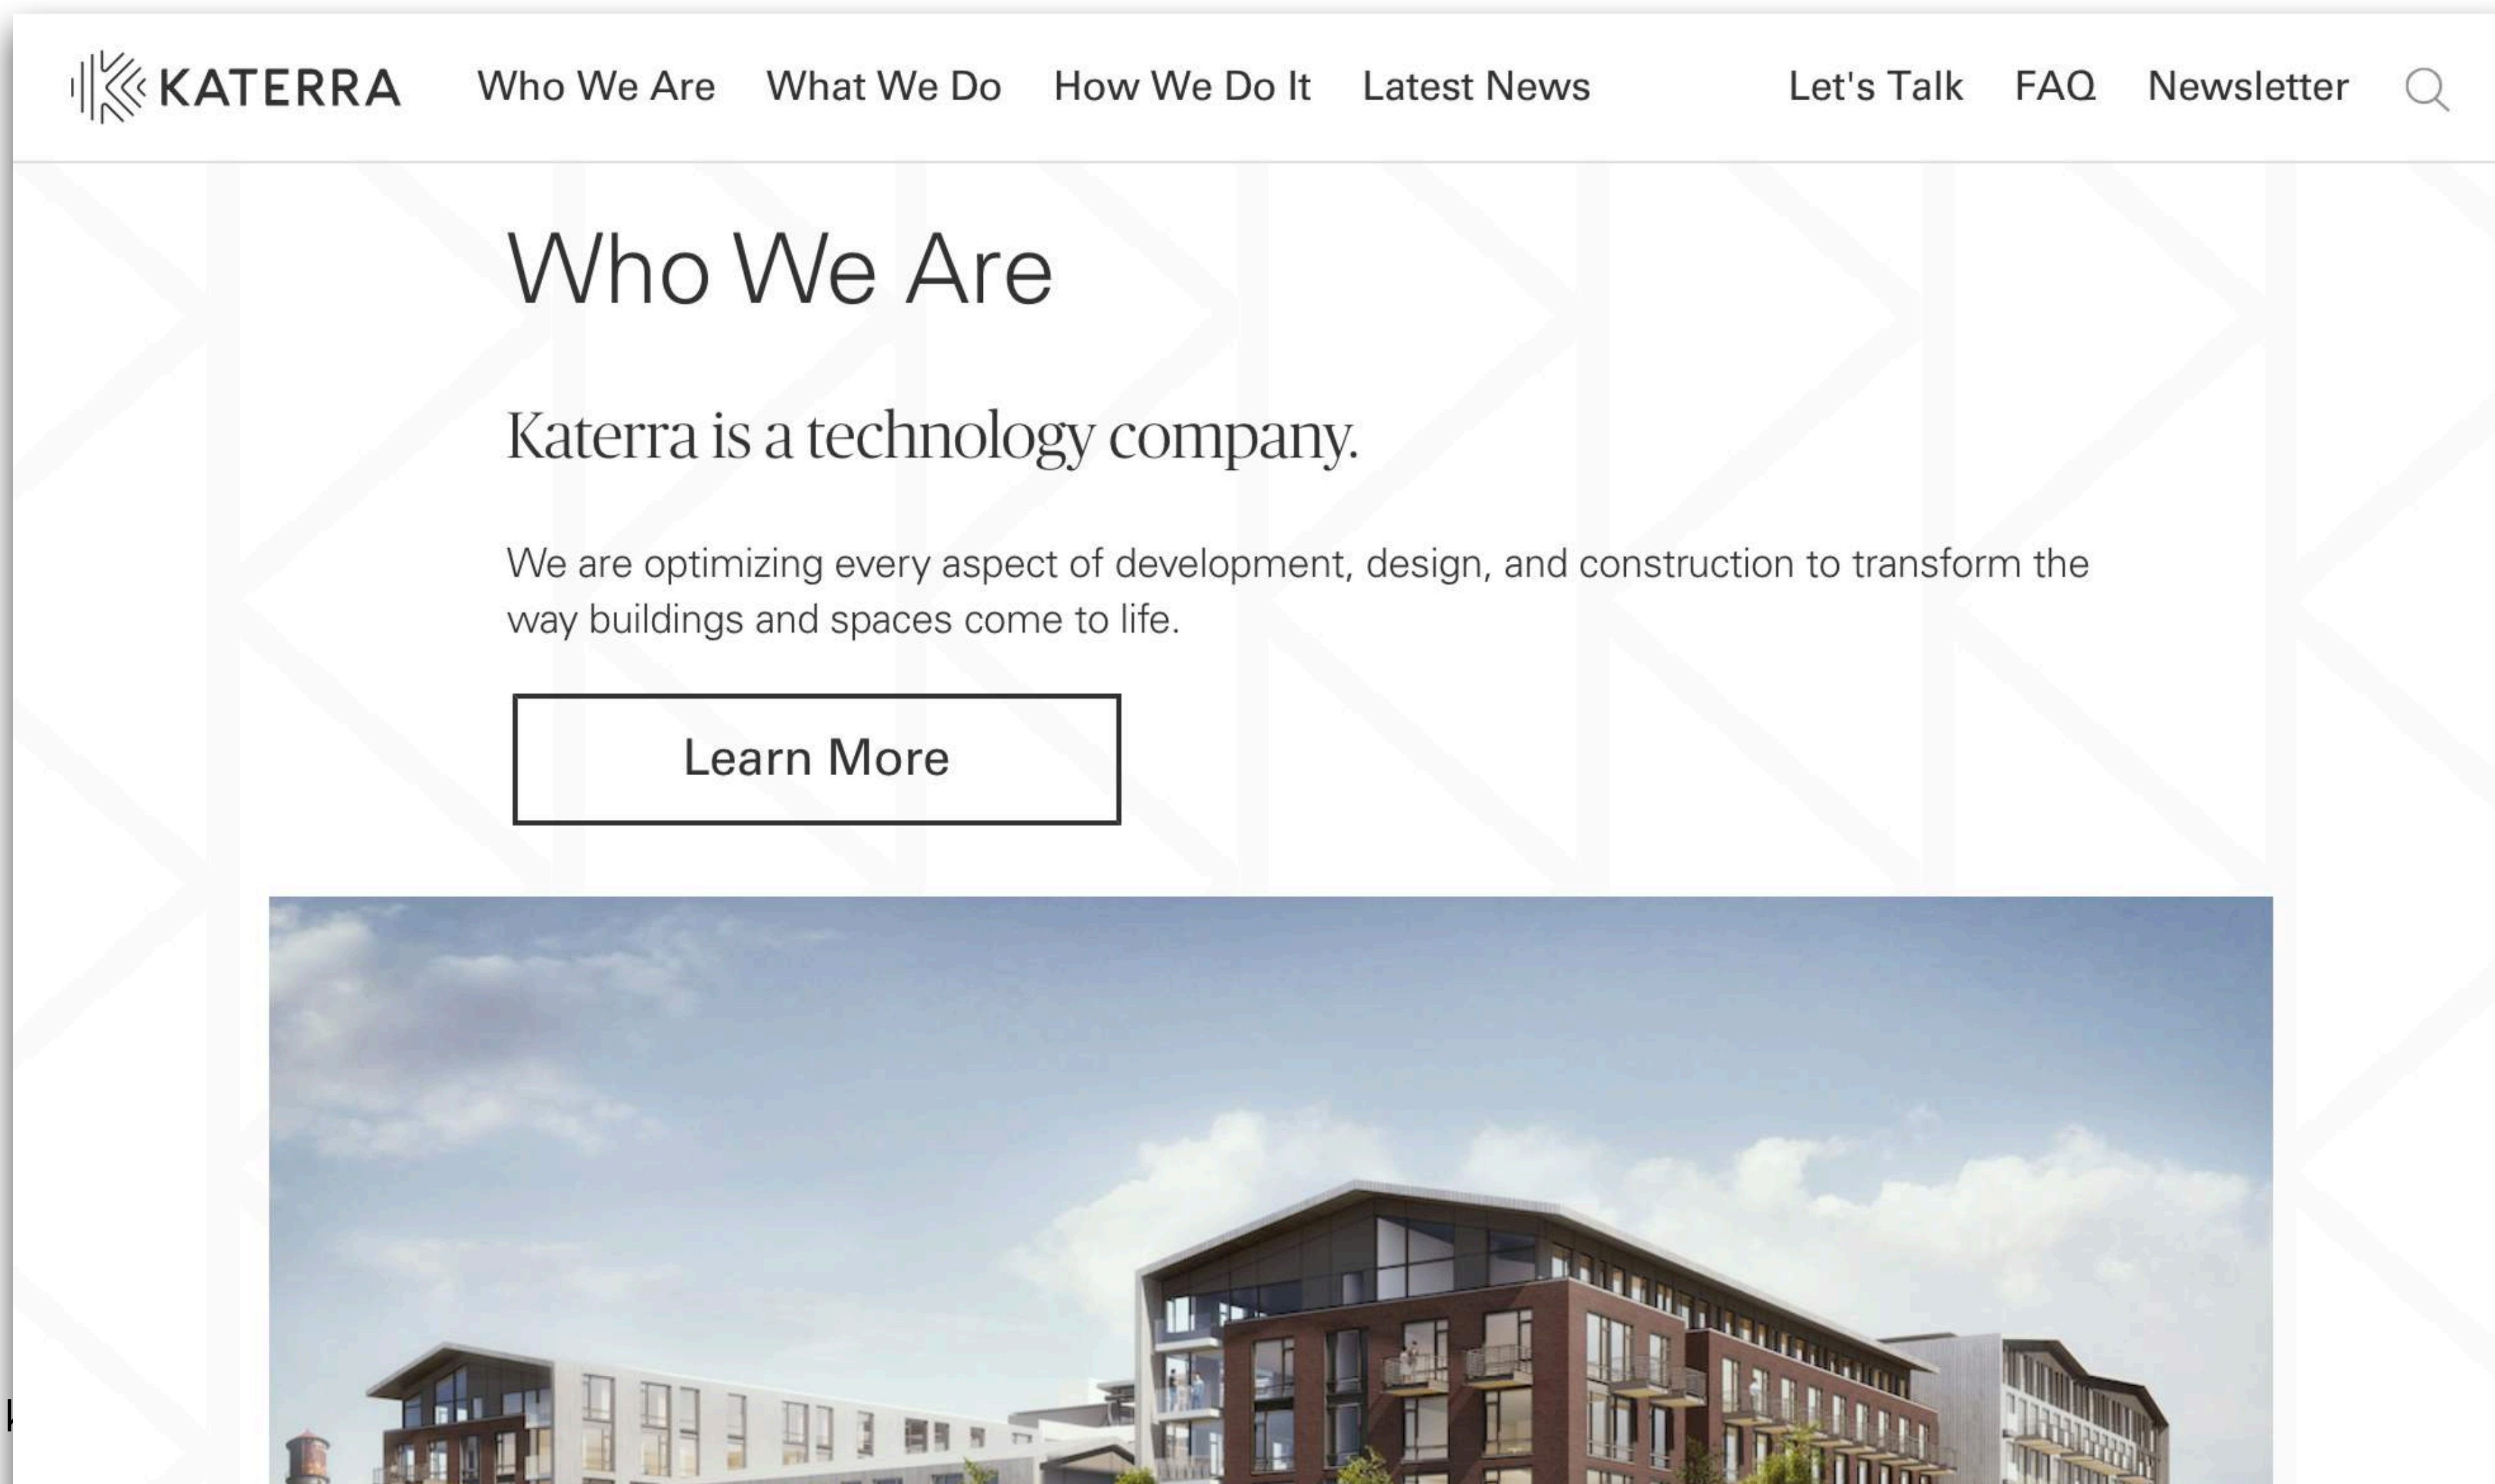 KATERRA Who We Are What We Do How We Do It Latest News Let's Talk FAQ Newsletter
Who We Are
Katerra is a technology company.
We are optimizing every aspect of development, design, and construction to transform the
way buildings and spaces come to life.
Learn More